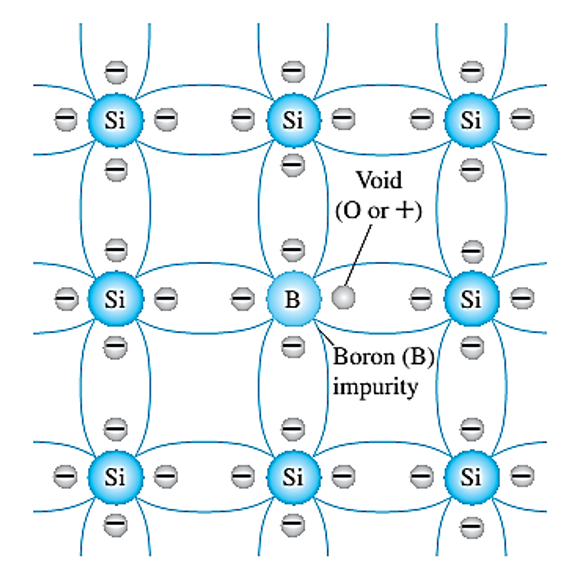 Si Si Si
Void
(O or +)
Si B Si
Boron (B)
impurity
Si Si Si